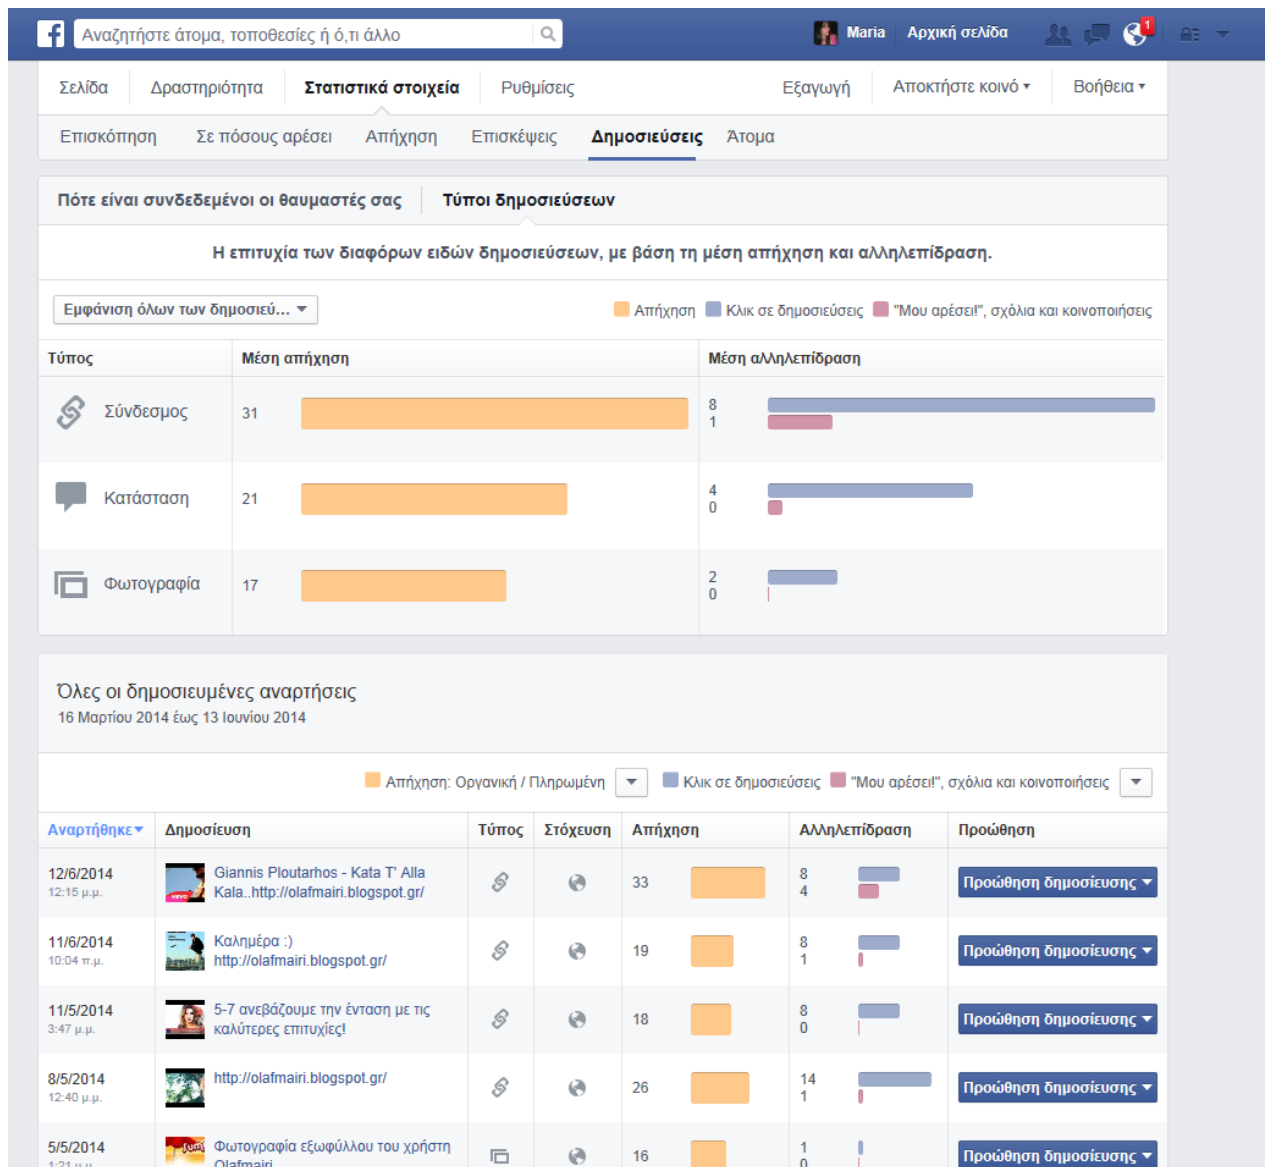 f
Αναζητήστε άτομα, τοποθεσίες ή ό,τι άλλο
Maria Αρχική σελίδα 1
Σελίδα Δραστηριότητα Στατιστικά στοιχεία Ρυθμίσεις Εξαγωγή Αποκτήστε κοινό Βοήθεια
Επισκόπηση Σε πόσους αρέσει Απήχηση Επισκέψεις Δημοσιεύσεις Άτομα
Πότε είναι συνδεδεμένοι οι θαυμαστές σας Τύποι δημοσιεύσεων
Η επιτυχία των διαφόρων ειδών δημοσιεύσεων, με βάση τη μέση απήχηση και αλληλεπίδραση.
Εμφάνιση όλων των δημοσιεύ... Απήχηση Κλικ σε δημοσιεύσεις "Μου αρέσει!", σχόλια και κοινοποιήσεις
Τύπος Μέση απήχηση Μέση αλληλεπίδραση
Σύνδεσμος 31 8
1
Κατάσταση 21 4
0
Φωτογραφία 17 2
0
Όλες οι δημοσιευμένες αναρτήσεις
16 Μαρτίου 2014 έως 13 Ιουνίου 2014
Απήχηση: Οργανική / Πληρωμένη Κλικ σε δημοσιεύσεις "Μου αρέσει!", σχόλια και κοινοποιήσεις
Αναρτήθηκε Δημοσίευση Τύπος Στόχευση Απήχηση Αλληλεπίδραση Προώθηση
12/6/2014 Giannis Ploutarhos - Kata T' Alla 33 8 Προώθηση δημοσίευσης
12:15 μ.μ. Kala..http://olafmairi.blogspot.gr/ 4
11/6/2014 Καλημέρα :) 19 8 Προώθηση δημοσίευσης
10:04 π.μ. http://olafmairi.blogspot.gr/ 1
11/5/2014 5-7 ανεβάζουμε την ένταση με τις 18 8 Προώθηση δημοσίευσης
3:47 μ.μ. καλύτερες επιτυχίες! 0
8/5/2014 http://olafmairi.blogspot.gr/ 26 14 Προώθηση δημοσίευσης
12:40 μ.μ. 1
5/5/2014 Φωτογραφία εξωφύλλου του χρήστη 16 1 Προώθηση δημοσίευσης
1:21 μ.μ. Olafmairi 0